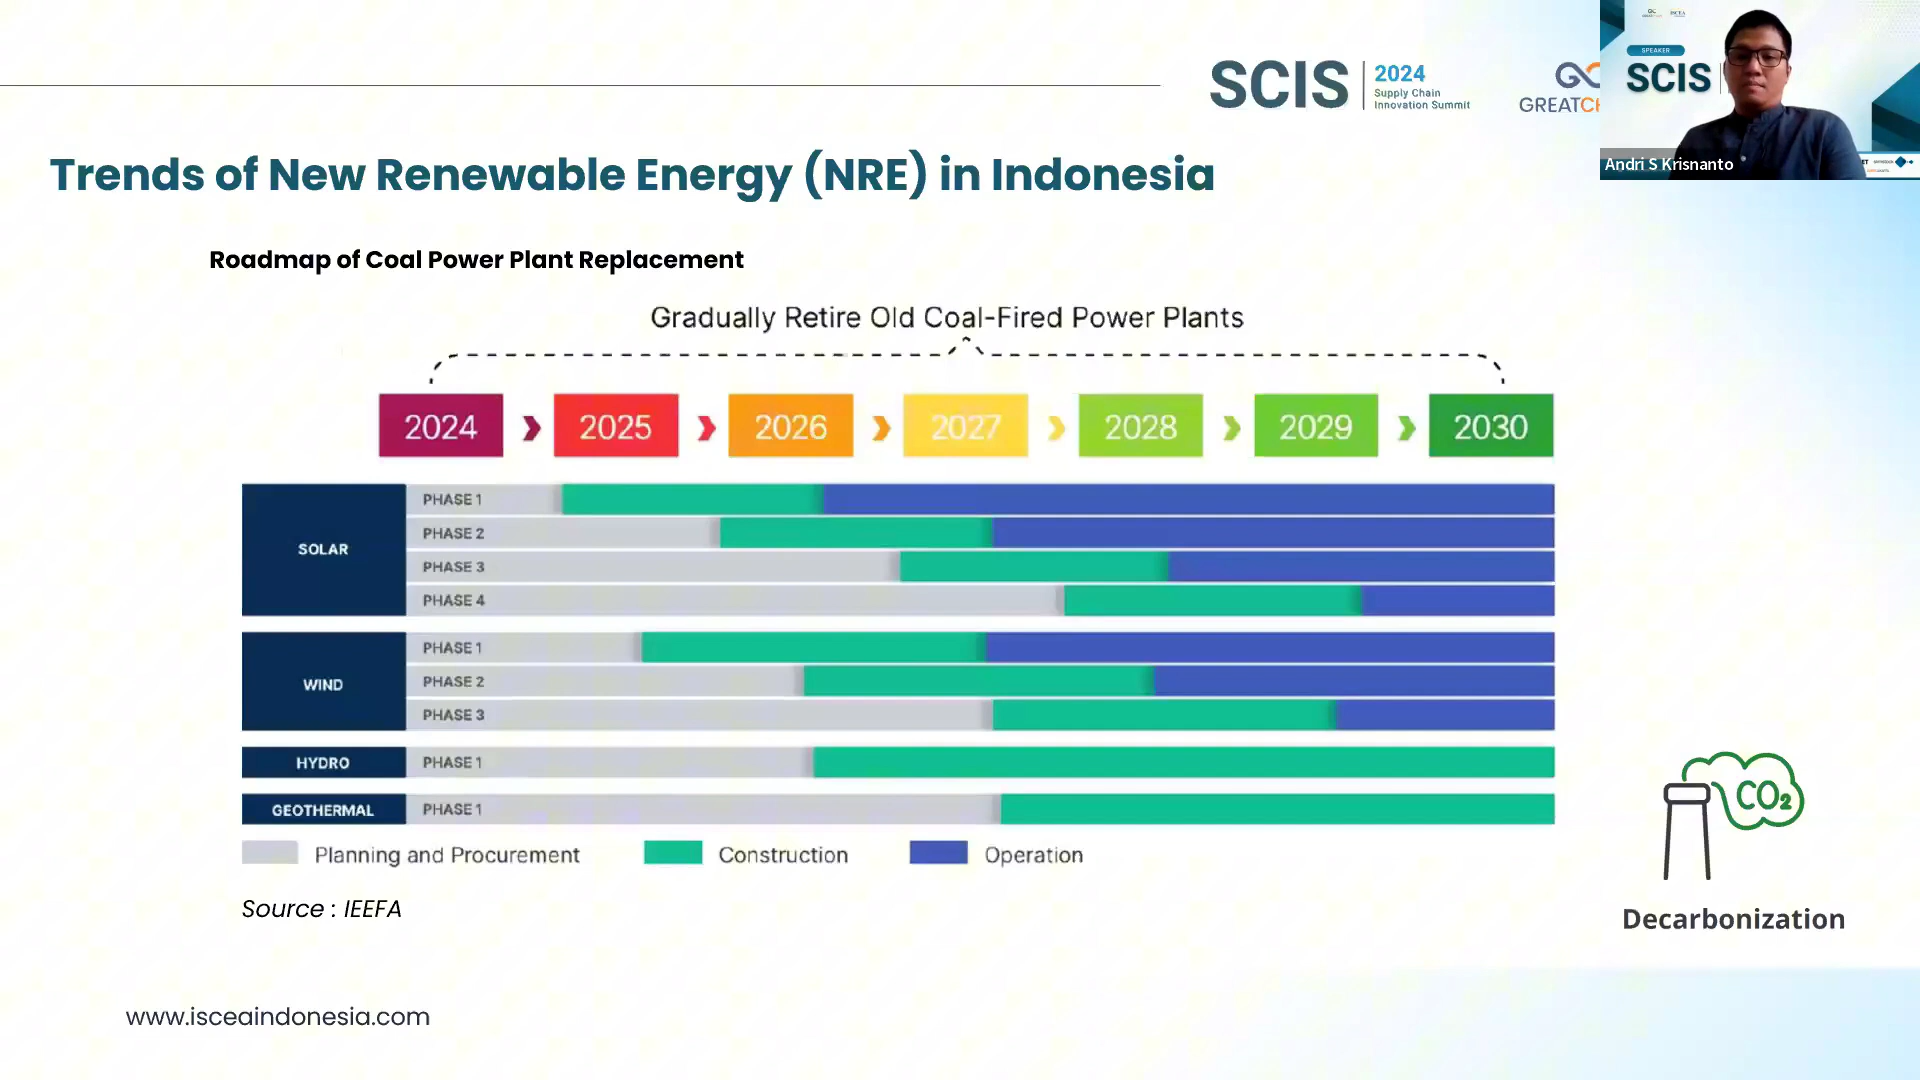 SCIS
2024
Supply Chain
Innovation Summit
GC
SPEAKER
SCIS
Andri S Krisnanto
Trends of New Renewable Energy (NRE) in Indonesia
Roadmap of Coal Power Plant Replacement
Gradually Retire Old Coal-Fired Power Plants
2024
2025
2026
2027
2028
2029
2030
SOLAR
PHASE 1
PHASE 2
PHASE 3
PHASE 4
WIND
PHASE 1
PHASE 2
PHASE 3
HYDRO
PHASE 1
GEOTHERMAL
PHASE 1
Planning and Procurement
Construction
Operation
Source : IEEFA
CO₂
Decarbonization
www.isceaindonesia.com